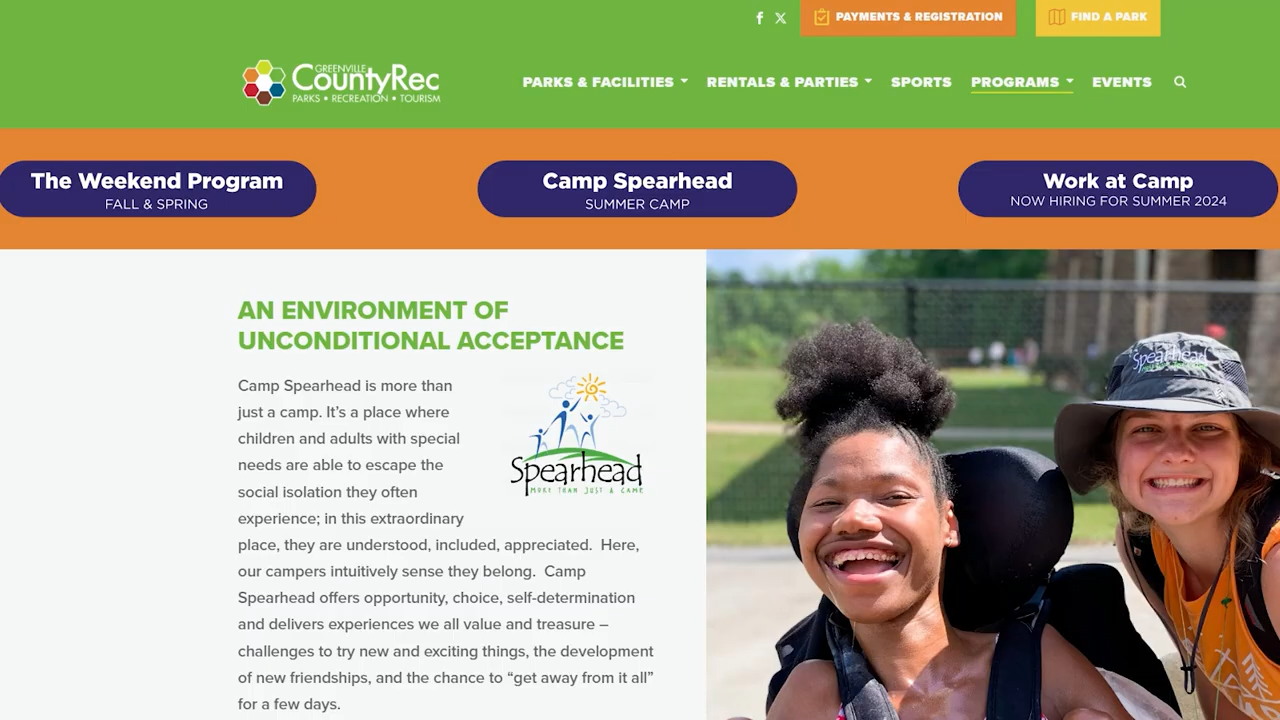 PAYMENTS & REGISTRATION
FIND A PARK
GREENVILLE
CountyRec
PARKS • RECREATION • TOURISM
PARKS & FACILITIES
RENTALS & PARTIES
SPORTS
PROGRAMS
EVENTS
The Weekend Program
FALL & SPRING
Camp Spearhead
SUMMER CAMP
Work at Camp
NOW HIRING FOR SUMMER 2024
AN ENVIRONMENT OF
UNCONDITIONAL ACCEPTANCE
Camp Spearhead is more than
just a camp. It's a place where
children and adults with special
needs are able to escape the
social isolation they often
experience; in this extraordinary
place, they are understood, included, appreciated.  Here,
our campers intuitively sense they belong.  Camp
Spearhead offers opportunity, choice, self-determination
and delivers experiences we all value and treasure –
challenges to try new and exciting things, the development
of new friendships, and the chance to “get away from it all”
for a few days.
Spearhead
MORE THAN JUST A CAMP
Spearhead